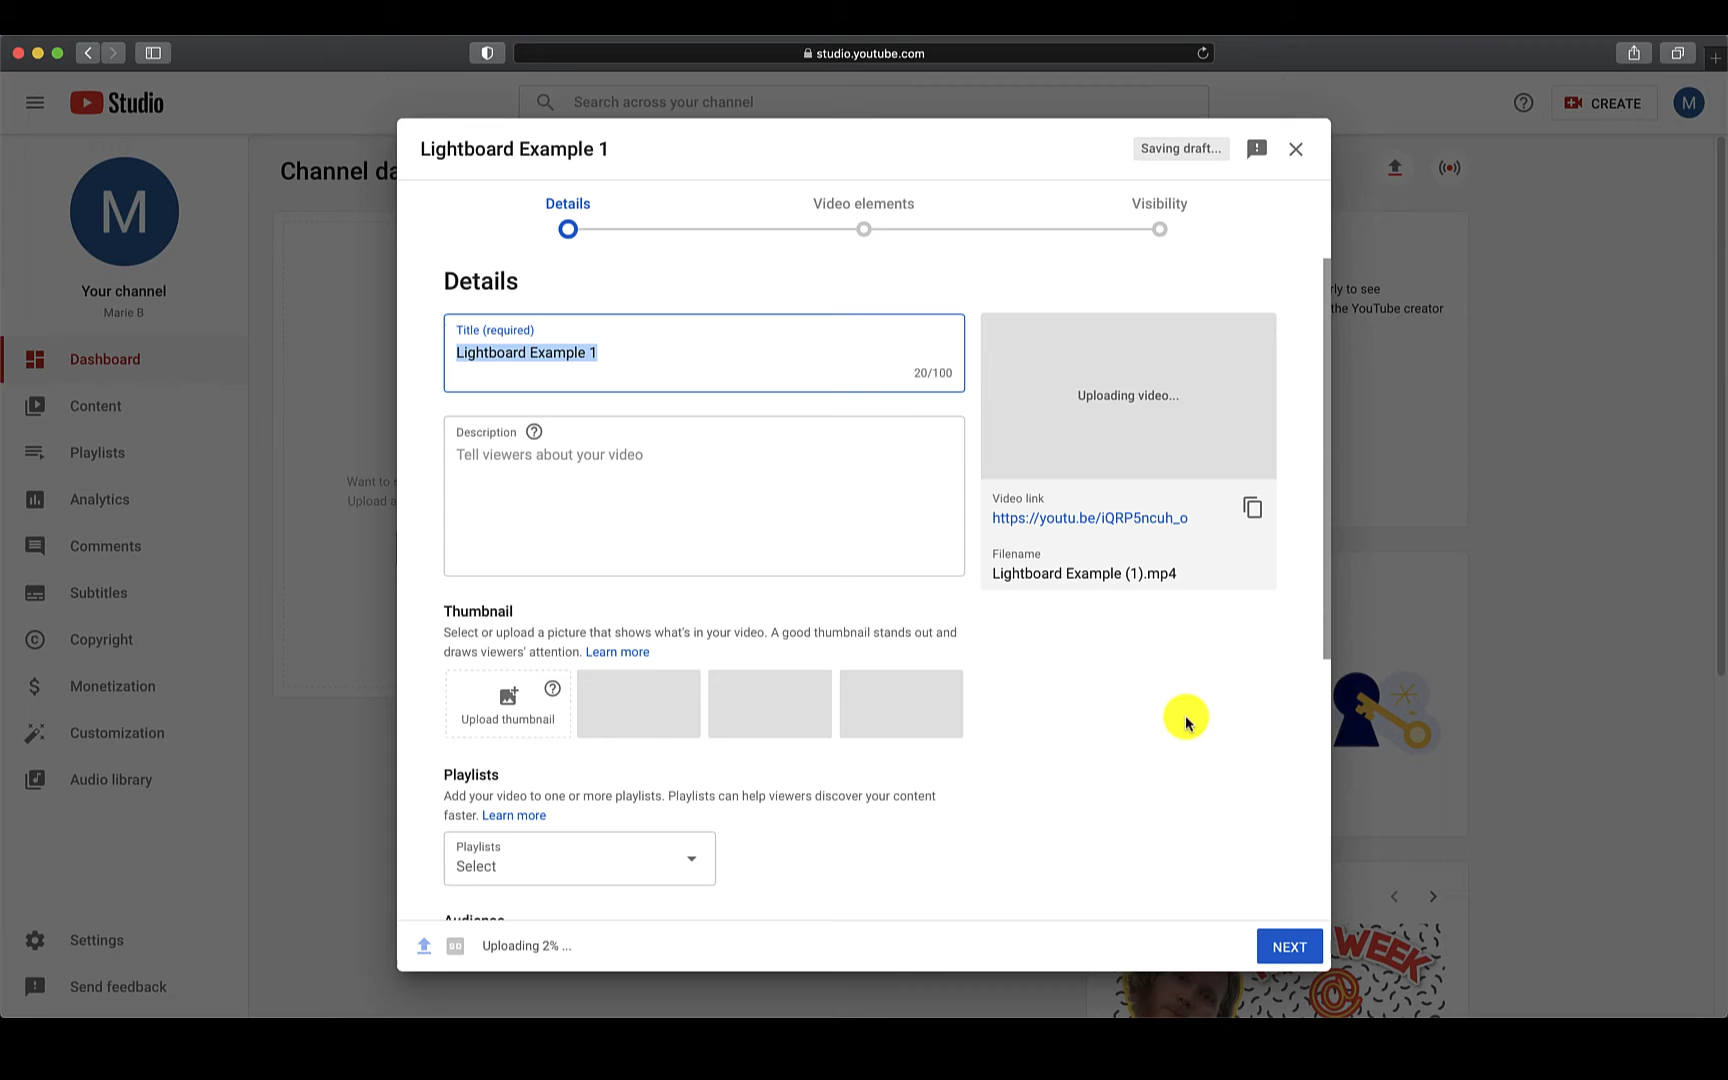 studio.youtube.com
Studio
Search across your channel
CREATE
M
M
Your channel
Marie B
Dashboard
Content
Playlists
Analytics
Comments
Subtitles
Copyright
Monetization
Customization
Audio library
Settings
Send feedback
Channel da
Want to
Upload a
Lightboard Example 1
Saving draft...
Details
Video elements
Visibility
Details
Title (required)
Lightboard Example 1
20/100
Description
Tell viewers about your video
Uploading video...
Video link
https://youtu.be/iQRP5ncuh_o
Filename
Lightboard Example (1).mp4
Thumbnail
Select or upload a picture that shows what's in your video. A good thumbnail stands out and
draws viewers' attention. Learn more
Upload thumbnail
Playlists
Add your video to one or more playlists. Playlists can help viewers discover your content
faster. Learn more
Playlists
Select
Audience
SD
Uploading 2% ...
NEXT
rly to see
the YouTube creator
WEEK
@